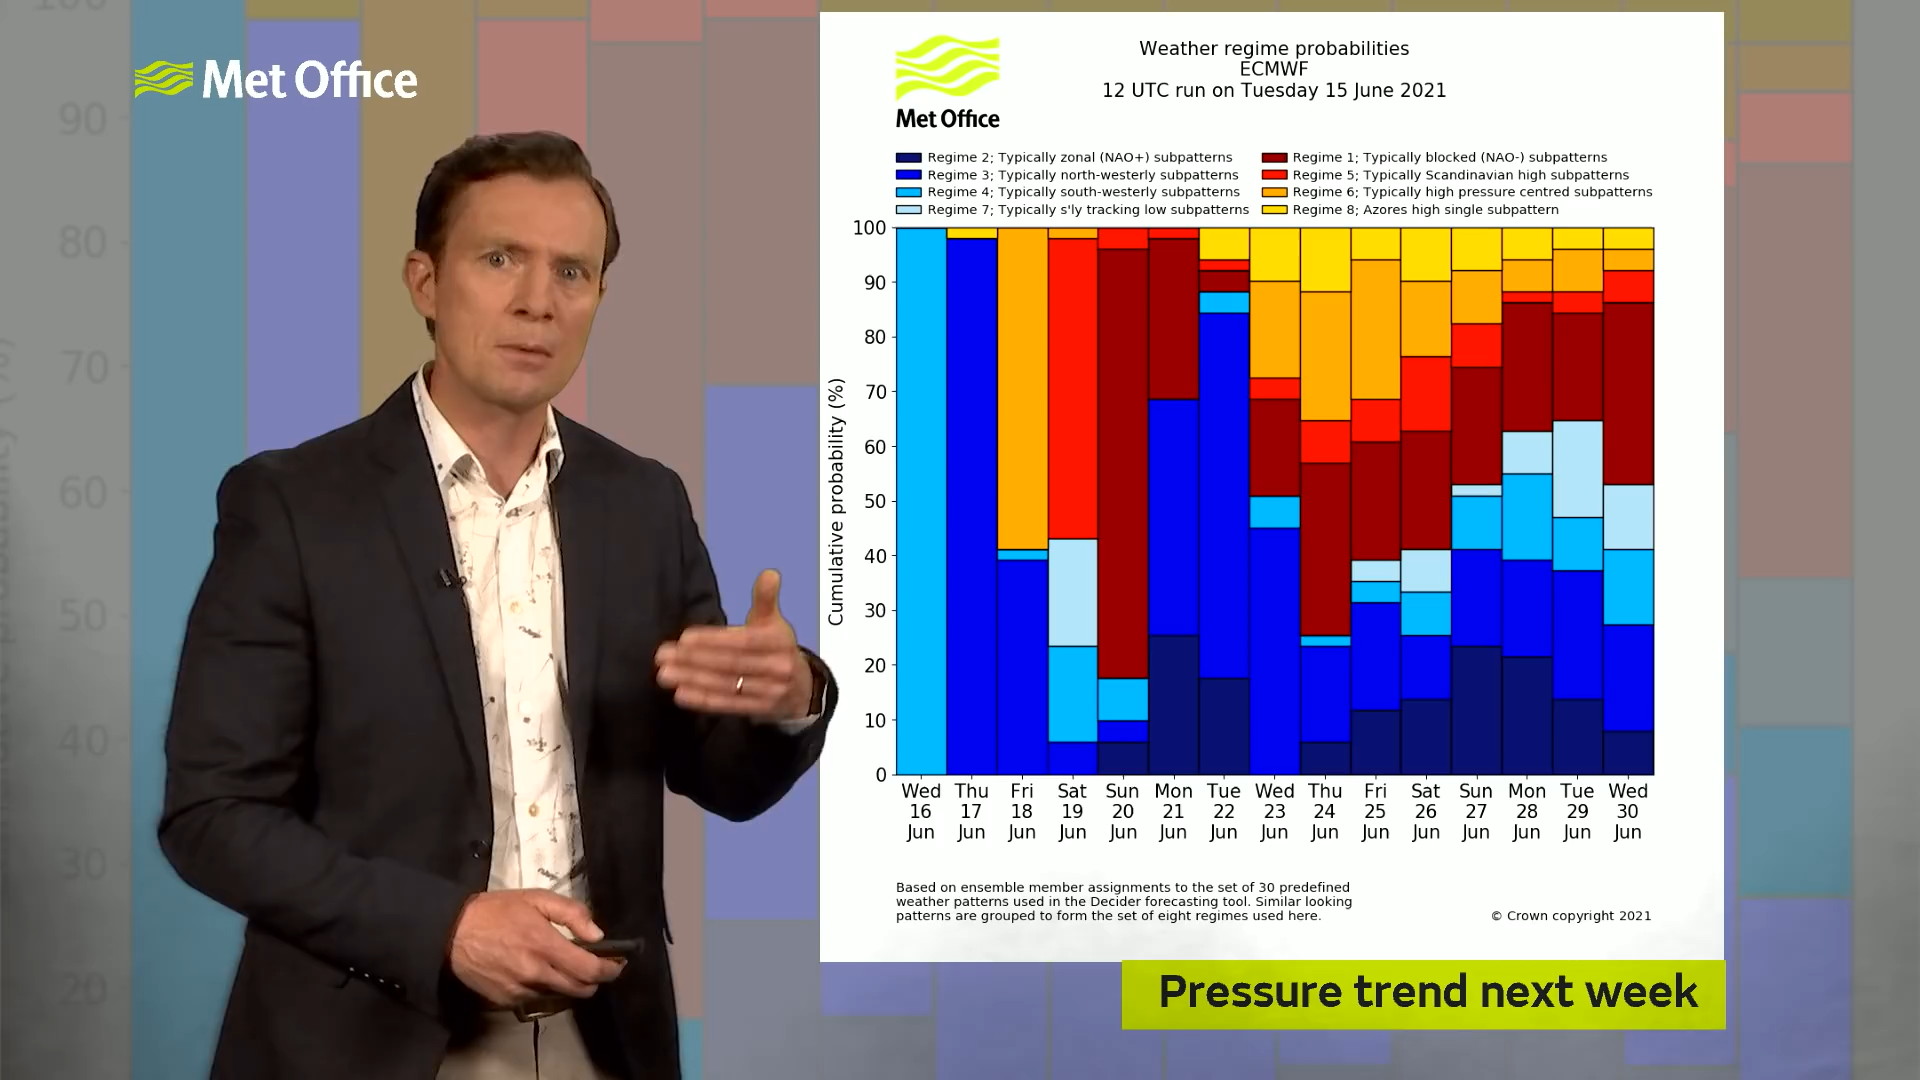 Met Office
Met Office
Weather regime probabilities
ECMWF
12 UTC run on Tuesday 15 June 2021
Regime 2; Typically zonal (NAO+) subpatterns
Regime 3; Typically north-westerly subpatterns
Regime 4; Typically south-westerly subpatterns
Regime 7; Typically s'ly tracking low subpatterns
Regime 1; Typically blocked (NAO-) subpatterns
Regime 5; Typically Scandinavian high subpatterns
Regime 6; Typically high pressure centred subpatterns
Regime 8; Azores high single subpattern
Cumulative probability (%)
100
90
80
70
60
50
40
30
20
10
0
Wed 16 Jun
Thu 17 Jun
Fri 18 Jun
Sat 19 Jun
Sun 20 Jun
Mon 21 Jun
Tue 22 Jun
Wed 23 Jun
Thu 24 Jun
Fri 25 Jun
Sat 26 Jun
Sun 27 Jun
Mon 28 Jun
Tue 29 Jun
Wed 30 Jun
Based on ensemble member assignments to the set of 30 predefined
weather patterns used in the Decider forecasting tool. Similar looking
patterns are grouped to form the set of eight regimes used here.
© Crown copyright 2021
Pressure trend next week
90
80
70
60
50
40
30
20